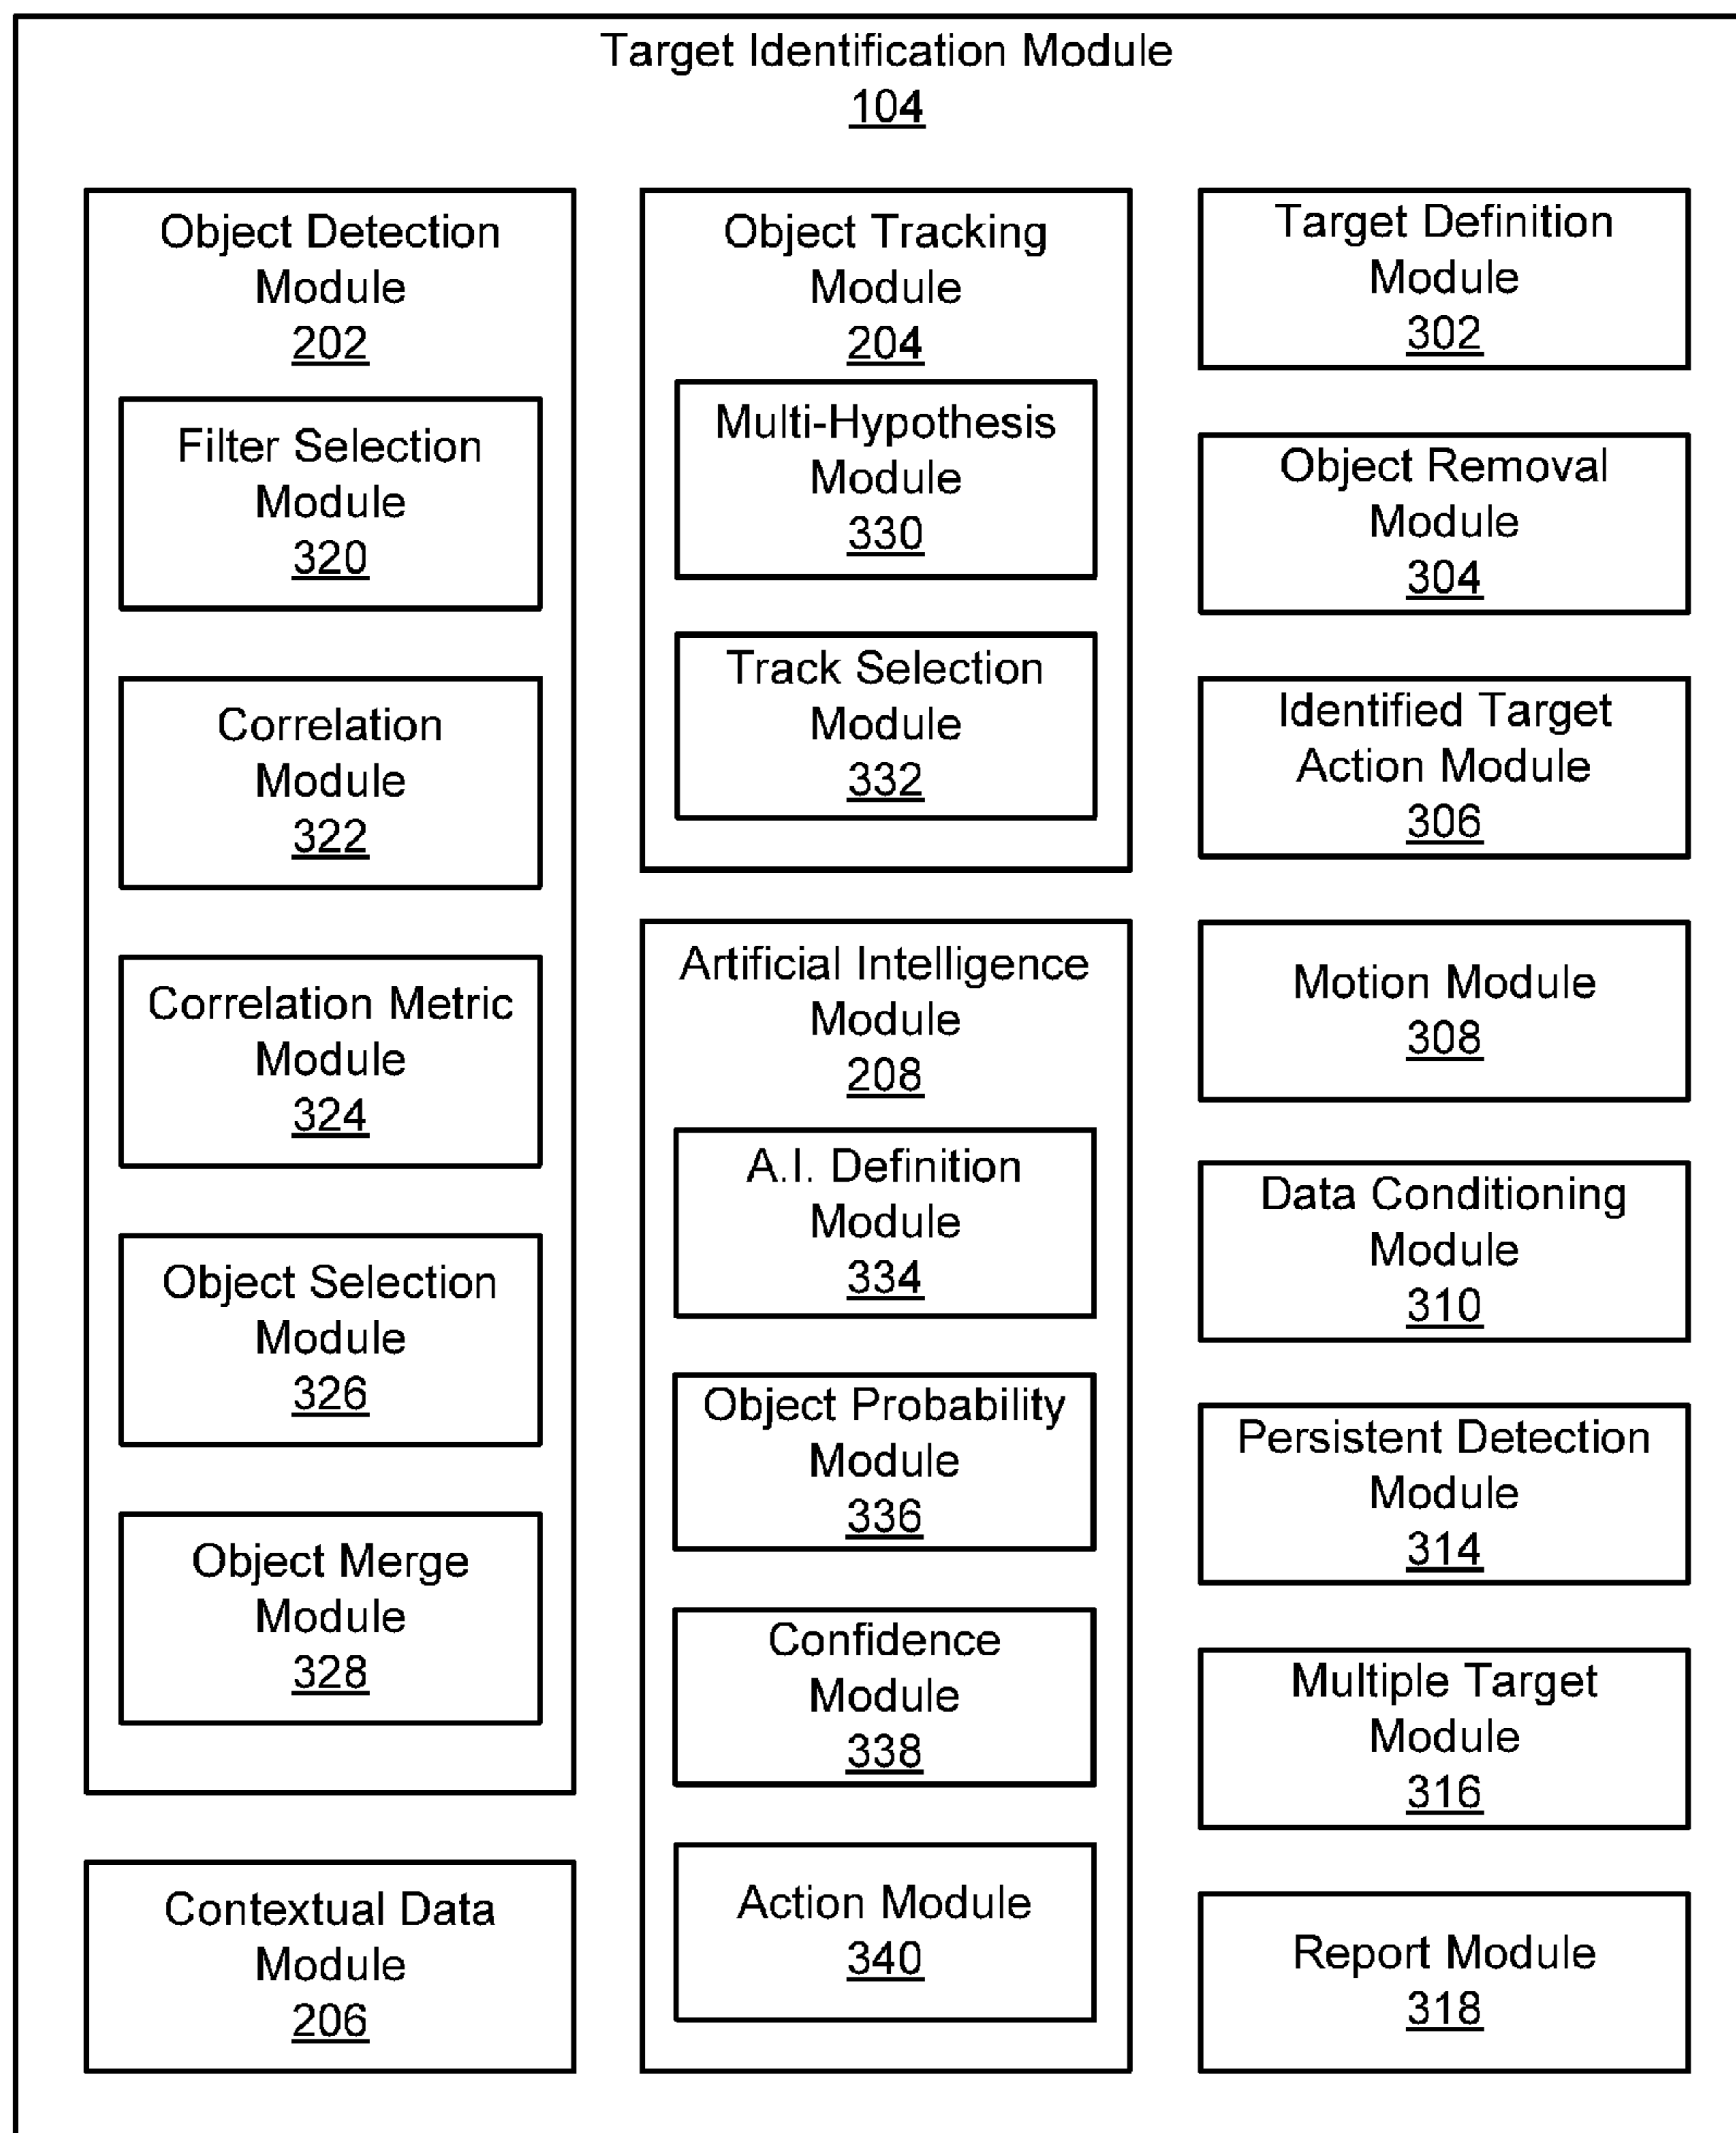 Target Identification Module
104
Object Detection
Module
202
Filter Selection
Module
320
Correlation
Module
322
Correlation Metric
Module
324
Object Selection
Module
326
Object Merge
Module
328
Contextual Data
Module
206
Object Tracking
Module
204
Multi-Hypothesis
Module
330
Track Selection
Module
332
Artificial Intelligence
Module
208
A.I. Definition
Module
334
Object Probability
Module
336
Confidence
Module
338
Action Module
340
Target Definition
Module
302
Object Removal
Module
304
Identified Target
Action Module
306
Motion Module
308
Data Conditioning
Module
310
Persistent Detection
Module
314
Multiple Target
Module
316
Report Module
318